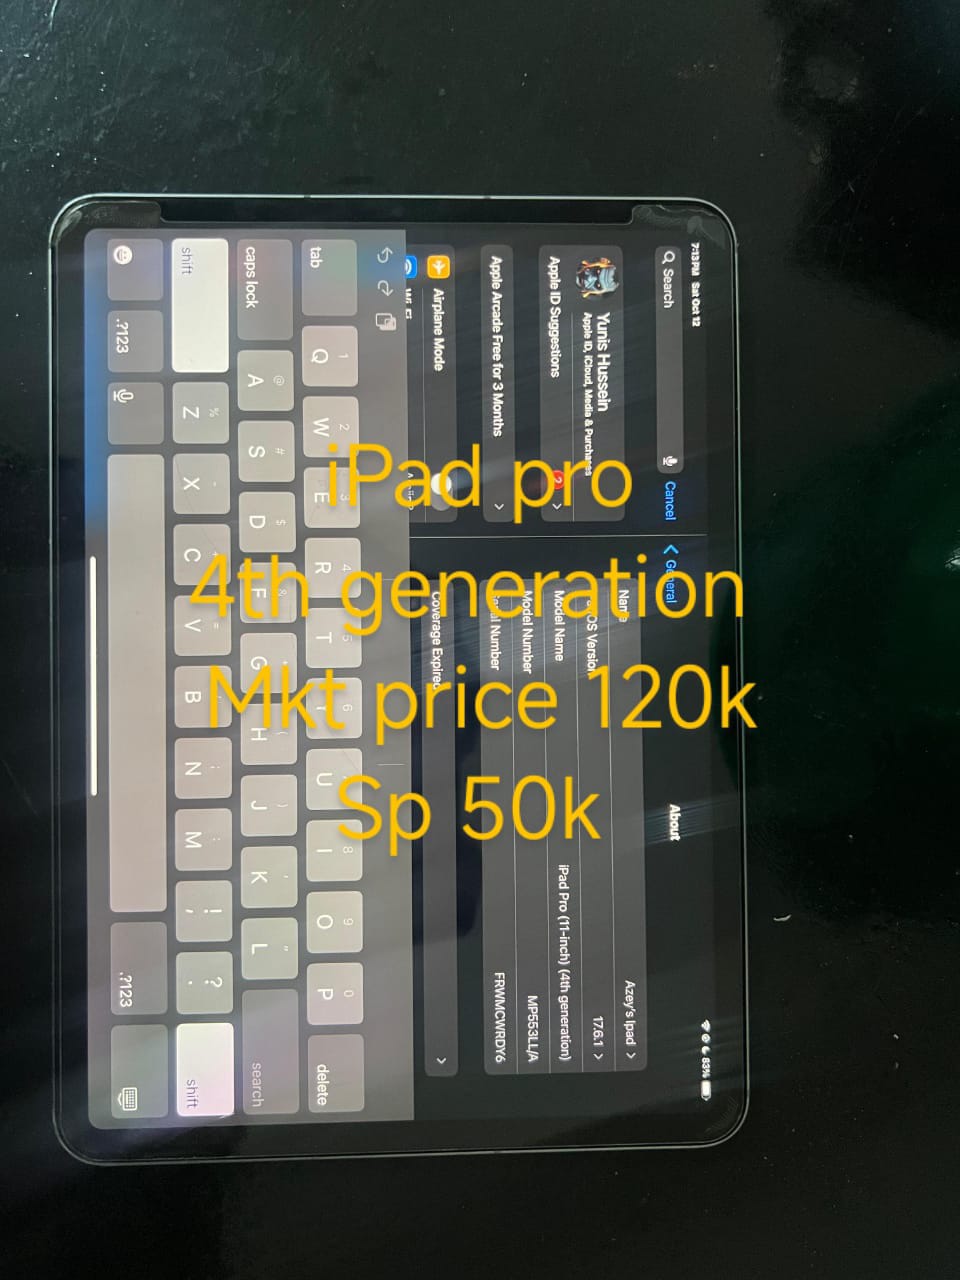 iPad pro
4th generation
Mkt price 120k
Sp 50k
7:13 PM Sat Oct 12
63%
Search
Cancel
Yunis Hussein
Apple ID, iCloud, Media & Purchases
Apple ID Suggestions
2
Apple Arcade Free for 3 Months
Airplane Mode
Wi-Fi
General
About
Name Azey's Ipad
OS Version 17.6.1
Model Name iPad Pro (11-inch) (4th generation)
Model Number MP553LL/A
Serial Number FRWMCWRDY6
Coverage Expired
tab Q W E R T Y U I O P delete
1 2 3 4 5 6 8 9 0
caps lock A S D F G H J K L search
@ # $ & ( ) ' "
shift Z X C V B N M ! , ? . shift
% - + = ; :
.?123 .?123